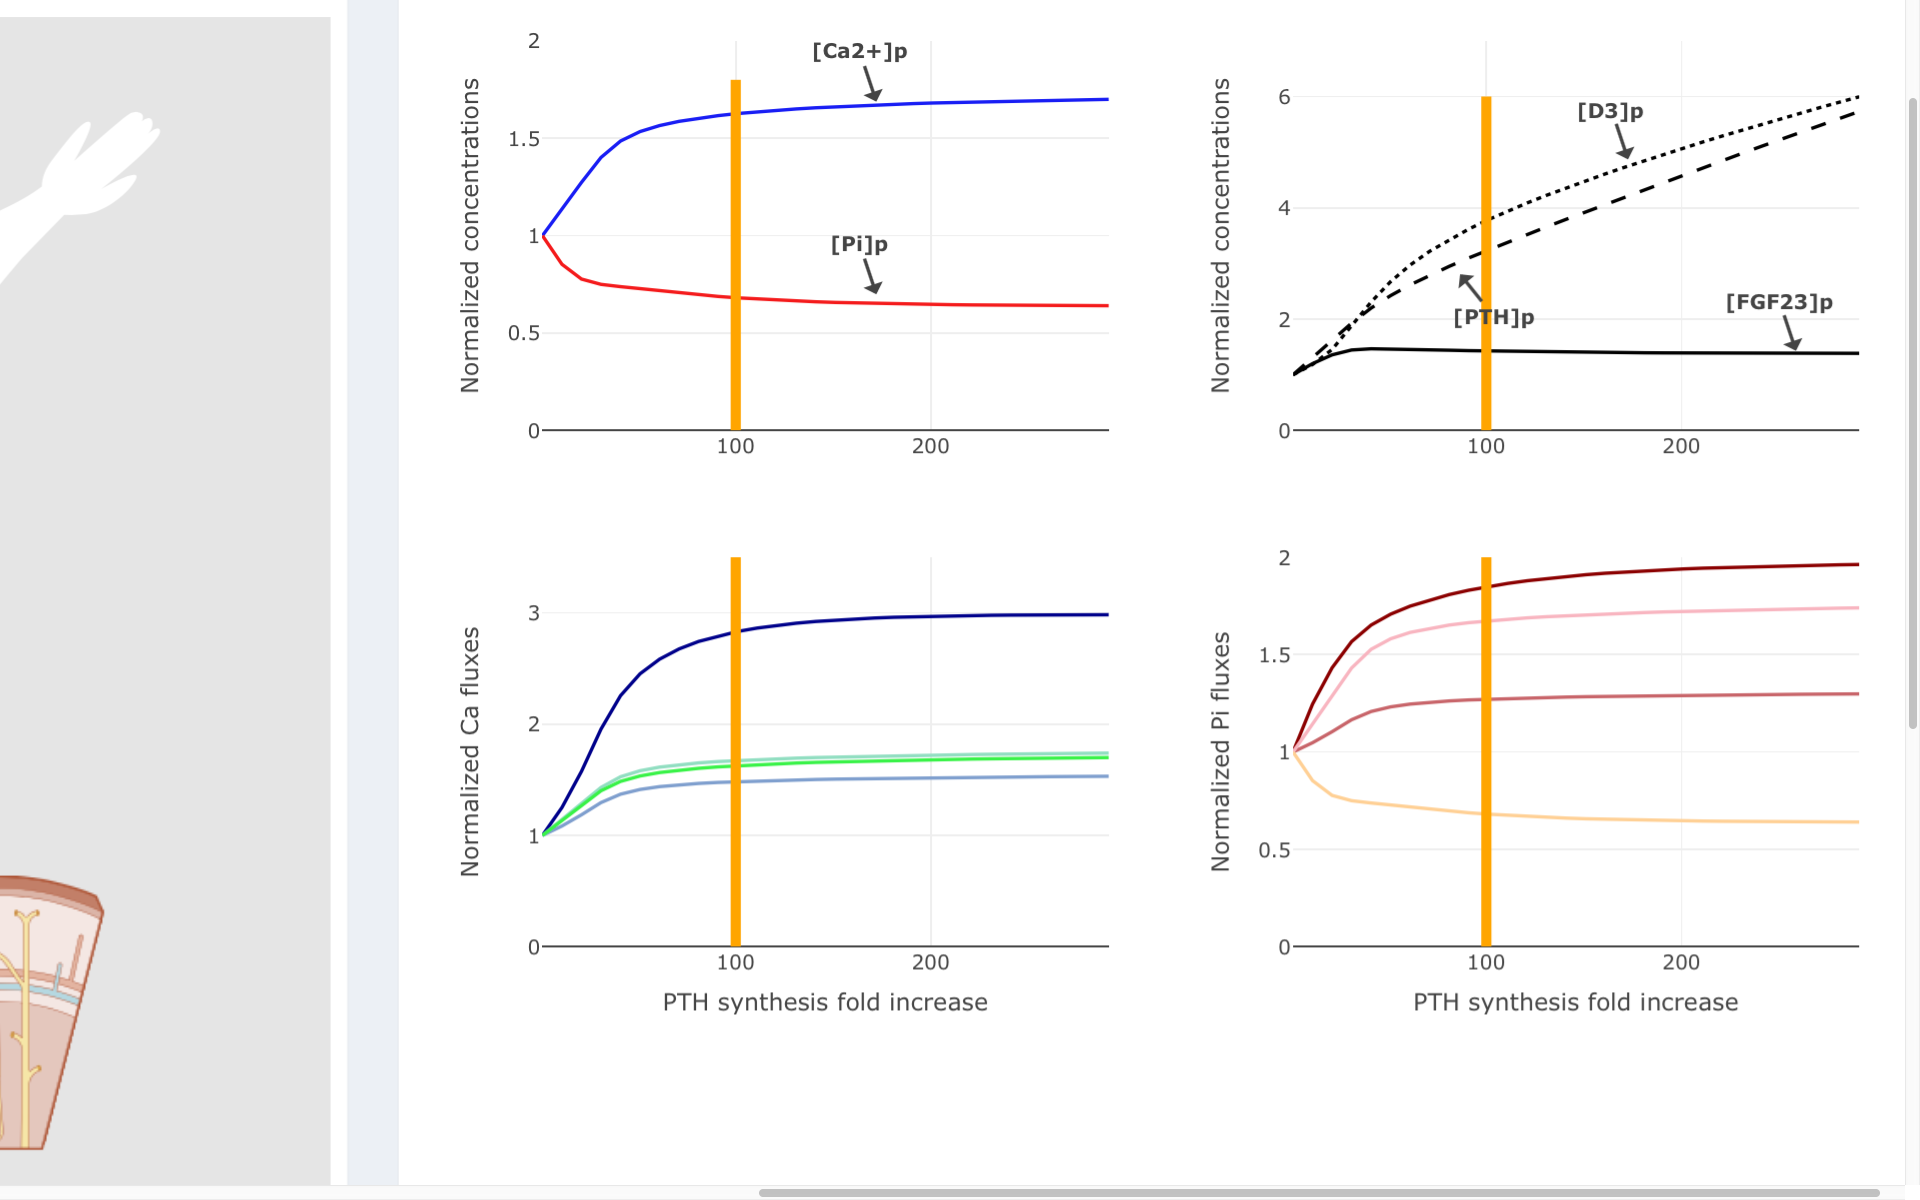 Normalized concentrations
2
1.5
1
0.5
0
[Ca2+]p
[Pi]p
100
200
Normalized concentrations
6
4
2
0
[D3]p
[PTH]p
[FGF23]p
100
200
Normalized Ca fluxes
3
2
1
0
100
200
PTH synthesis fold increase
Normalized Pi fluxes
2
1.5
1
0.5
0
100
200
PTH synthesis fold increase